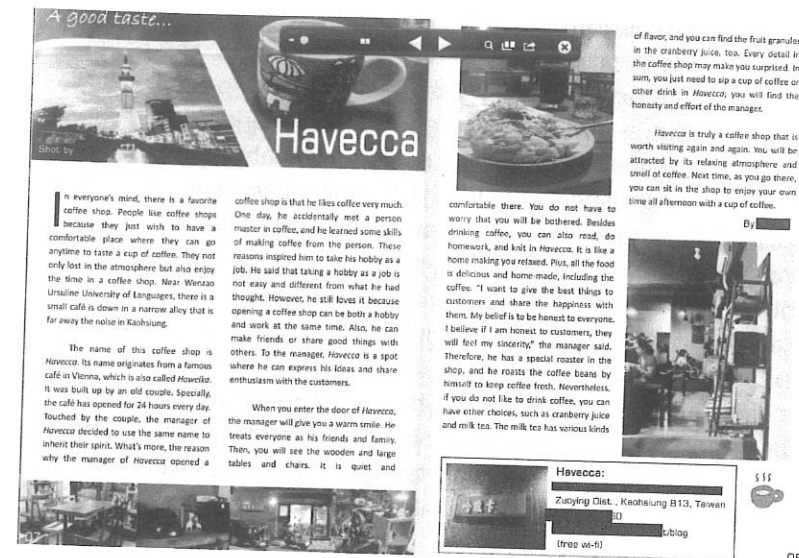 A good taste...
Shot by
Havecca
In everyone's mind, there is a favorite
coffee shop. People like coffee shops
because they just wish to have a
comfortable place where they can go
anytime to taste a cup of coffee. They not
only lost in the atmosphere but also enjoy
the time in a coffee shop. Near Wenzao
Ursuline University of Languages, there is a
small café is down in a narrow alley that is
far away the noise in Kaohsiung.
The name of this coffee shop is
Havecca. Its name originates from a famous
café in Vienna, which is also called Hawelka.
It was built up by an old couple. Specially,
the café has opened for 24 hours every day.
Touched by the couple, the manager of
Havecca decided to use the same name to
inherit their spirit. What's more, the reason
why the manager of Havecca opened a
coffee shop is that he likes coffee very much.
One day, he accidentally met a person
master in coffee, and he learned some skills
of making coffee from the person. These
reasons inspired him to take his hobby as a
job. He said that taking a hobby as a job is
not easy and different from what he had
thought. However, he still loves it because
opening a coffee shop can be both a hobby
and work at the same time. Also, he can
make friends or share good things with
others. To the manager, Havecca is a spot
where he can express his ideas and share
enthusiasm with the customers.
When you enter the door of Havecca,
the manager will give you a warm smile. He
treats everyone as his friends and family.
Then, you will see the wooden and large
tables and chairs. It is quiet and
comfortable there. You do not have to
worry that you will be bothered. Besides
drinking coffee, you can also read, do
homework, and knit in Havecca. It is like a
home making you relaxed. Plus, all the food
is delicious and home-made, including the
coffee. "I want to give the best things to
customers and share the happiness with
them. My belief is to be honest to everyone.
I believe if I am honest to customers, they
will feel my sincerity," the manager said.
Therefore, he has a special roaster in the
shop, and he roasts the coffee beans by
himself to keep coffee fresh. Nevertheless,
if you do not like to drink coffee, you can
have other choices, such as cranberry juice
and milk tea. The milk tea has various kinds
of flavor, and you can find the fruit granules
in the cranberry juice, too. Every detail in
the coffee shop may make you surprised. In
sum, you just need to sip a cup of coffee or
other drink in Havecca; you will find the
honesty and effort of the manager.
Havecca is truly a coffee shop that is
worth visiting again and again. You will be
attracted by its relaxing atmosphere and
smell of coffee. Next time, as you go there,
you can sit in the shop to enjoy your own
time all afternoon with a cup of coffee.
By
Havecca:
Zuoying Dist., Kaohsiung 813, Taiwan
60
t/blog
(free wi-fi)
07